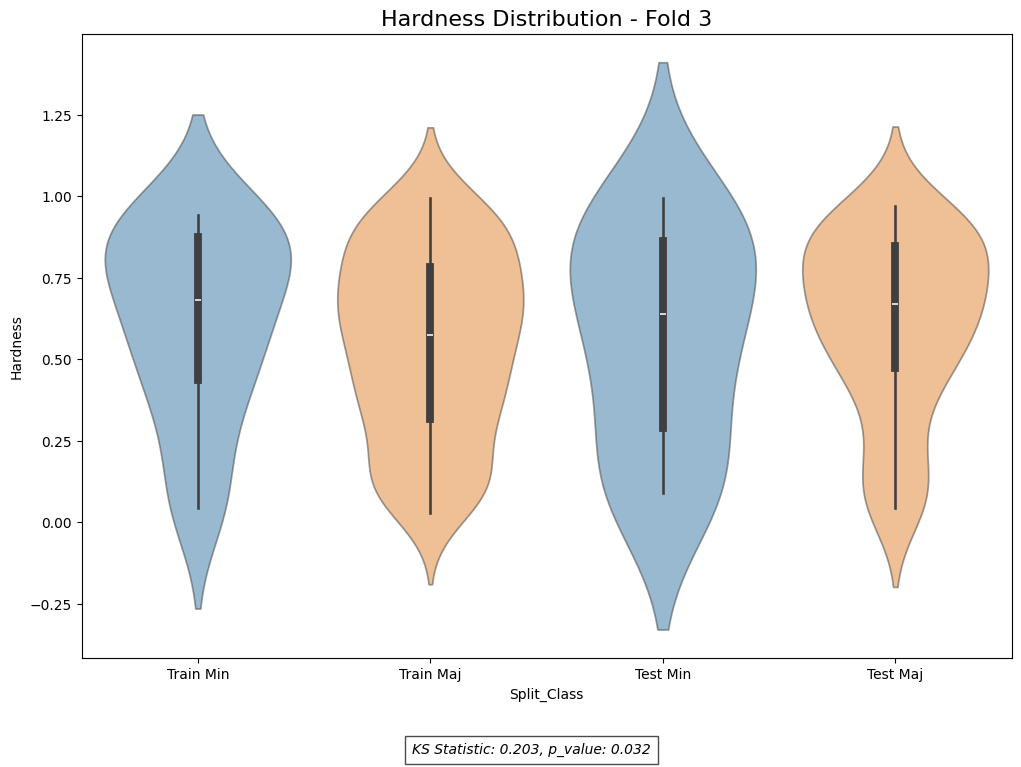 Hardness Distribution - Fold 3
Hardness
1.25
1.00
0.75
0.50
0.25
0.00
−0.25
Train Min Train Maj Test Min Test Maj
Split_Class
KS Statistic: 0.203, p_value: 0.032